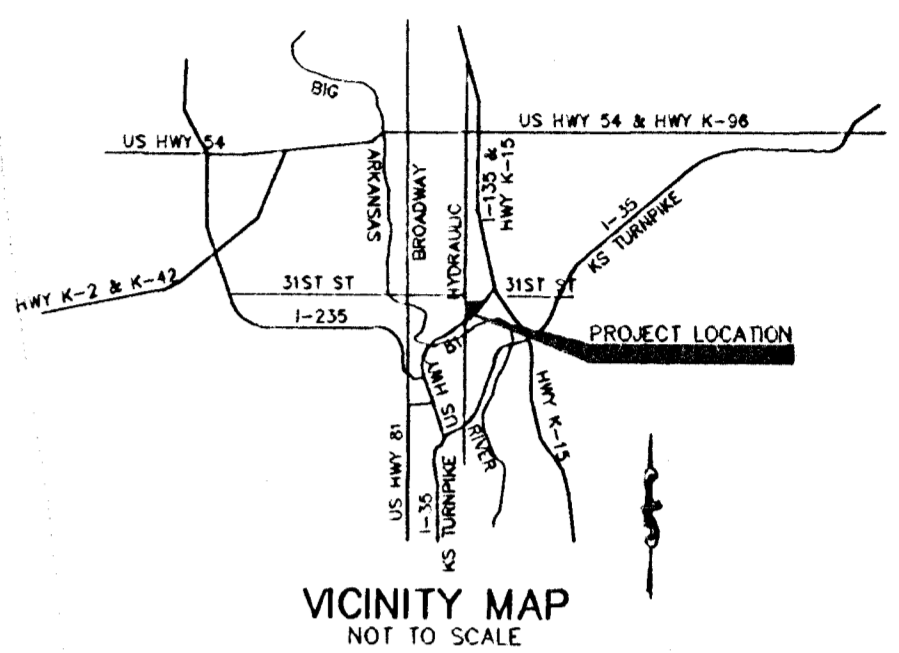 BIG
US HWY 54 & HWY K-96
US HWY 54
ARKANSAS
BROADWAY
HYDRAULIC
I-135 &
HWY K-15
I-35
KS TURNPIKE
HWY K-2 & K-42
31ST ST
31ST ST
I-235
PROJECT LOCATION
US HWY 81
HWY K-15
RIVER
US HWY 81
I-35
KS TURNPIKE
VICINITY MAP
NOT TO SCALE